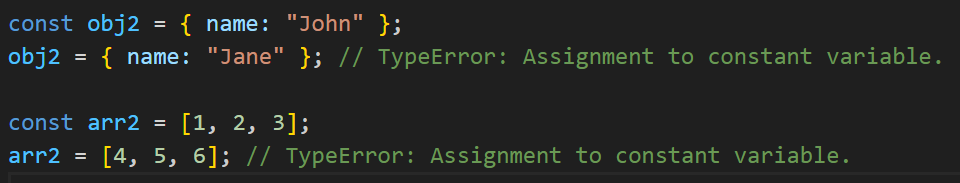 const obj2 = { name: "John" };
obj2 = { name: "Jane" }; // TypeError: Assignment to constant variable.
const arr2 = [1, 2, 3];
arr2 = [4, 5, 6]; // TypeError: Assignment to constant variable.